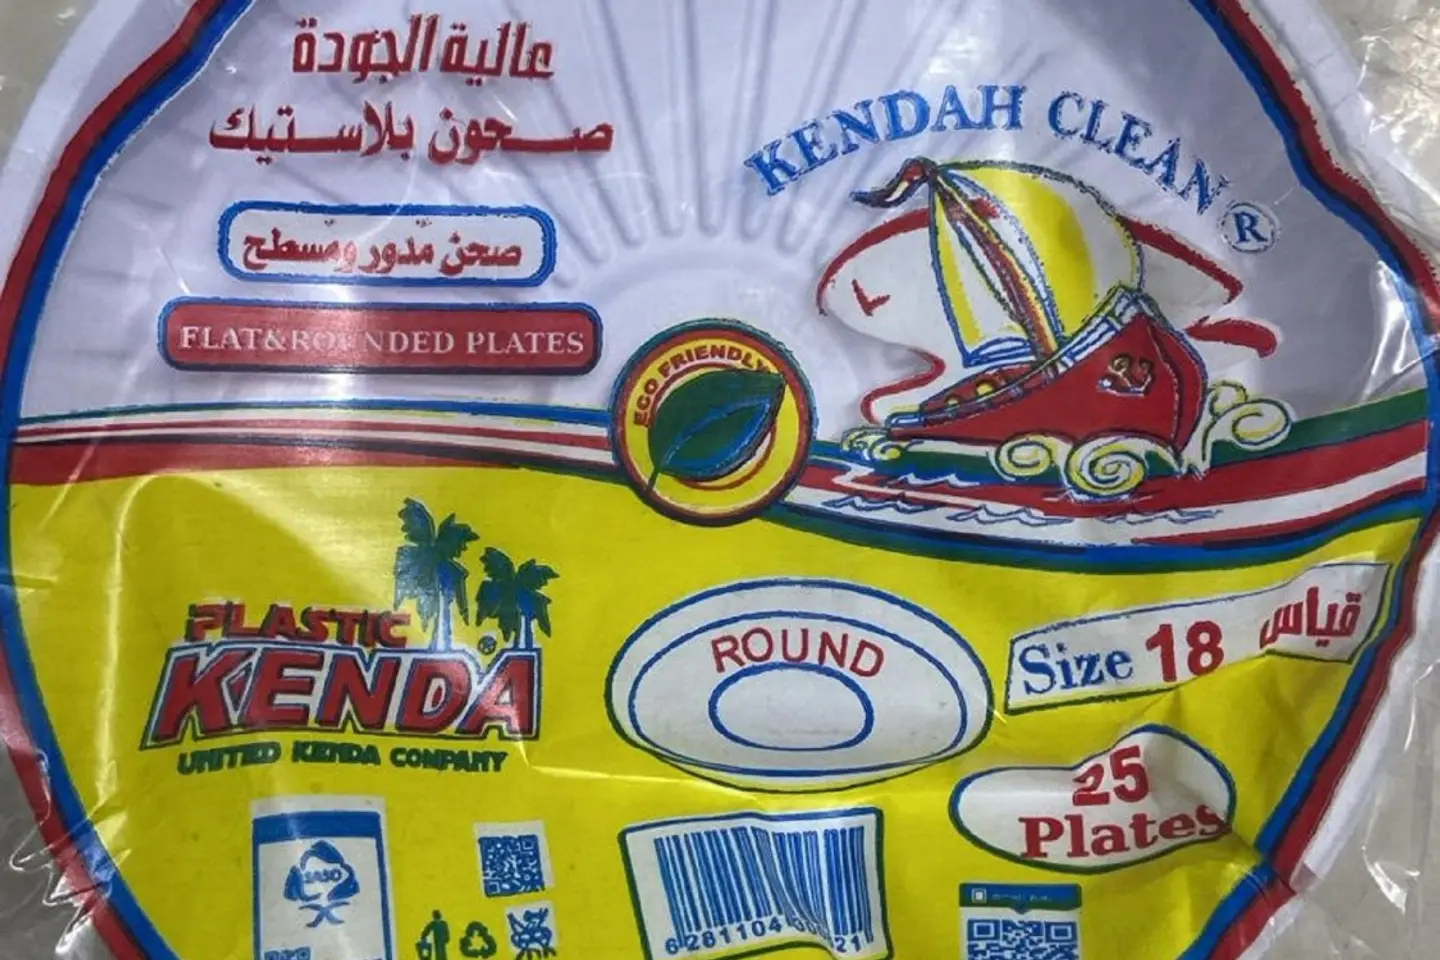 عالية الجودة
صحون بلاستيك
صحن مدور ومسطح
FLAT&ROUNDED PLATES
KENDAH CLEAN®
ECO FRIENDLY
PLASTIC
KENDA®
UNITED KENDA COMPANY
ROUND
Size 18 قياس
25
Plates
SASO